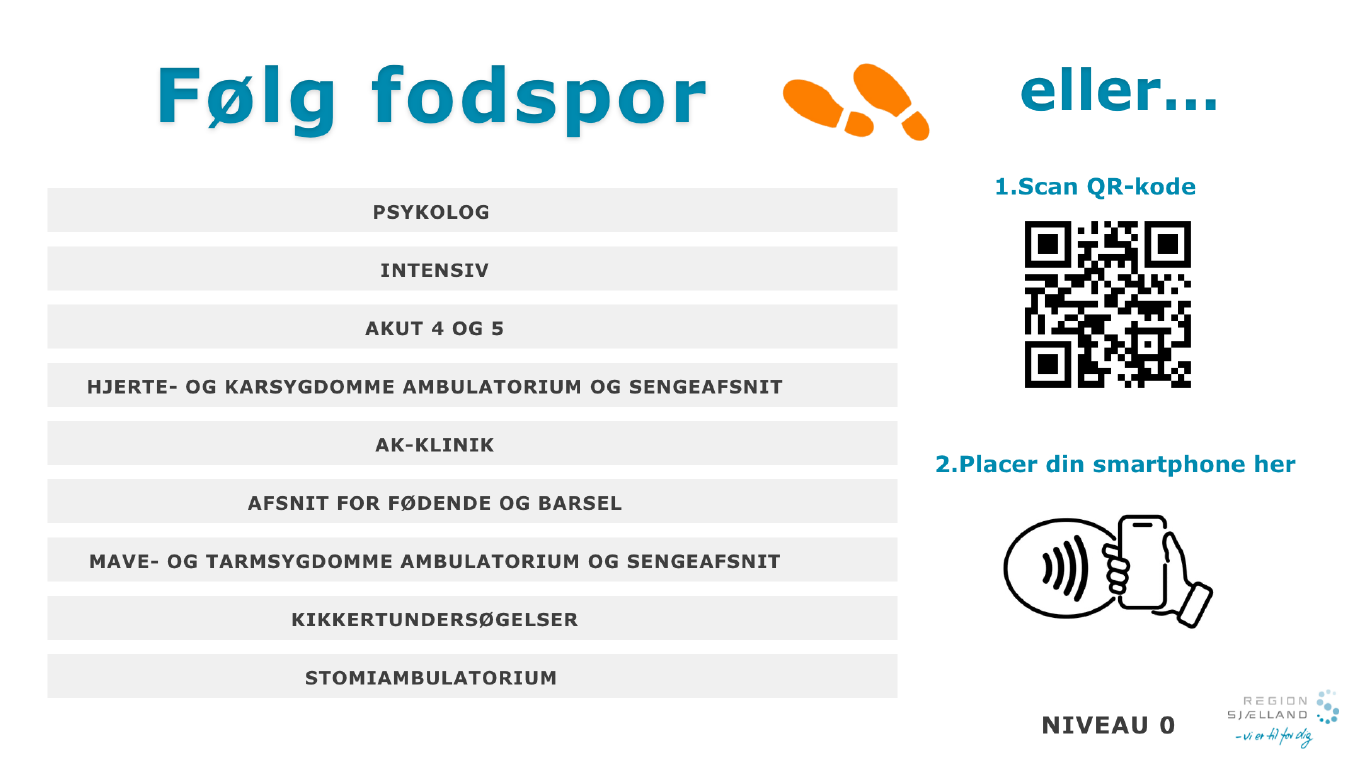 Følg fodspor
eller...
PSYKOLOG
INTENSIV
AKUT 4 OG 5
HJERTE- OG KARSYGDOMME AMBULATORIUM OG SENGEAFSNIT
AK-KLINIK
AFSNIT FOR FØDENDE OG BARSEL
MAVE- OG TARMSYGDOMME AMBULATORIUM OG SENGEAFSNIT
KIKKERTUNDERSØGELSER
STOMIAMBULATORIUM
1.Scan QR-kode
2.Placer din smartphone her
NIVEAU 0
REGION
SJÆLLAND
- vi er til for dig